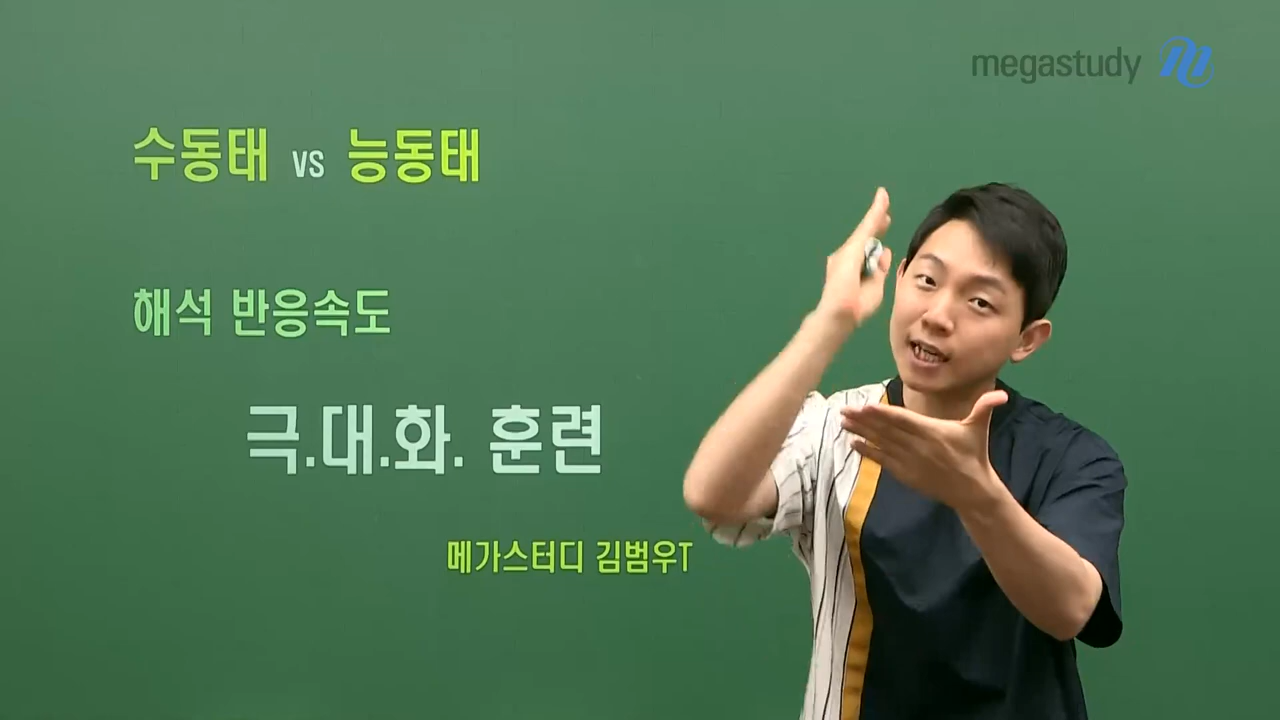 megastudy
수동태 vs 능동태
해석 반응속도
극.대.화. 훈련
메가스터디 김범우T